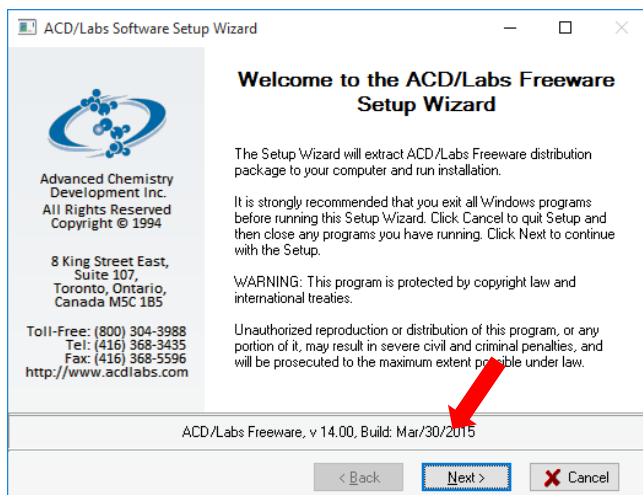 ACD/Labs Software Setup Wizard
Welcome to the ACD/Labs Freeware
Setup Wizard
The Setup Wizard will extract ACD/Labs Freeware distribution
package to your computer and run installation.
It is strongly recommended that you exit all Windows programs
before running this Setup Wizard. Click Cancel to quit Setup and
then close any programs you have running. Click Next to continue
with the Setup.
WARNING: This program is protected by copyright law and
international treaties.
Unauthorized reproduction or distribution of this program, or any
portion of it, may result in severe civil and criminal penalties, and
will be prosecuted to the maximum extent possible under law.
Advanced Chemistry
Development Inc.
All Rights Reserved
Copyright © 1994
8 King Street East,
Suite 107,
Toronto, Ontario,
Canada M5C 1B5
Toll-Free: (800) 304-3988
Tel: (416) 368-3435
Fax: (416) 368-5596
http://www.acdlabs.com
ACD/Labs Freeware, v 14.00, Build: Mar/30/2015
< Back
Next >
Cancel